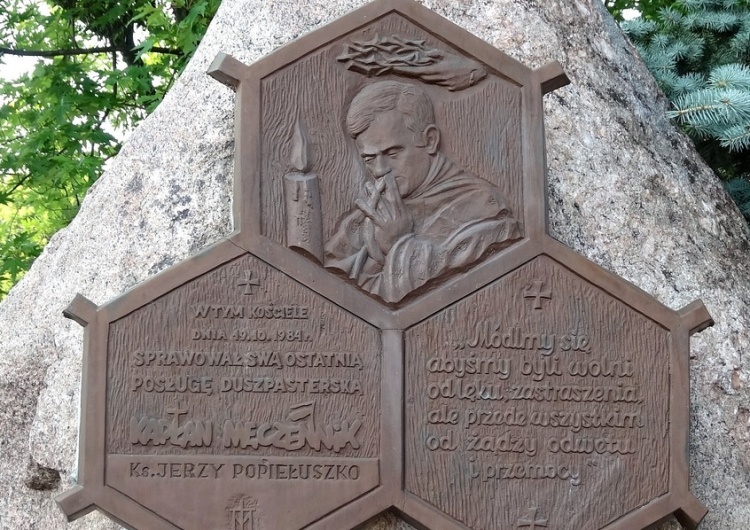 W TYM KOŚCIELE
DNIA 19.10.1984 r.
SPRAWOWAŁ SWĄ OSTATNIĄ
POSŁUGĘ DUSZPASTERSKĄ
KAPŁAN MĘCZENNIK
Ks. JERZY POPIEŁUSZKO
„Módlmy się
abyśmy byli wolni
od lęku, zastraszenia,
ale przede wszystkim
od żądzy odwetu
i przemocy"